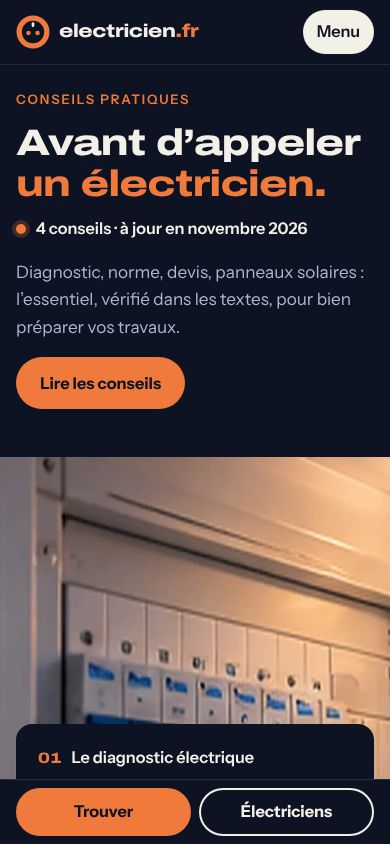 electricien.fr
Menu
CONSEILS PRATIQUES
Avant d’appeler
un électricien.
4 conseils · à jour en novembre 2026
Diagnostic, norme, devis, panneaux solaires :
l’essentiel, vérifié dans les textes, pour bien
préparer vos travaux.
Lire les conseils
01 Le diagnostic électrique
Trouver
Électriciens